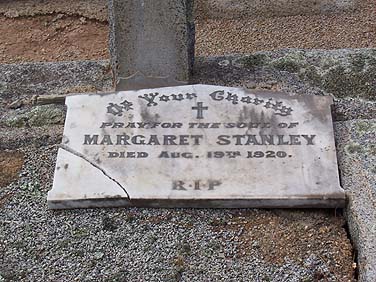 Of Your Charity
PRAY FOR THE SOUL OF
MARGARET STANLEY
DIED AUG. 19TH 1920.
R.I.P